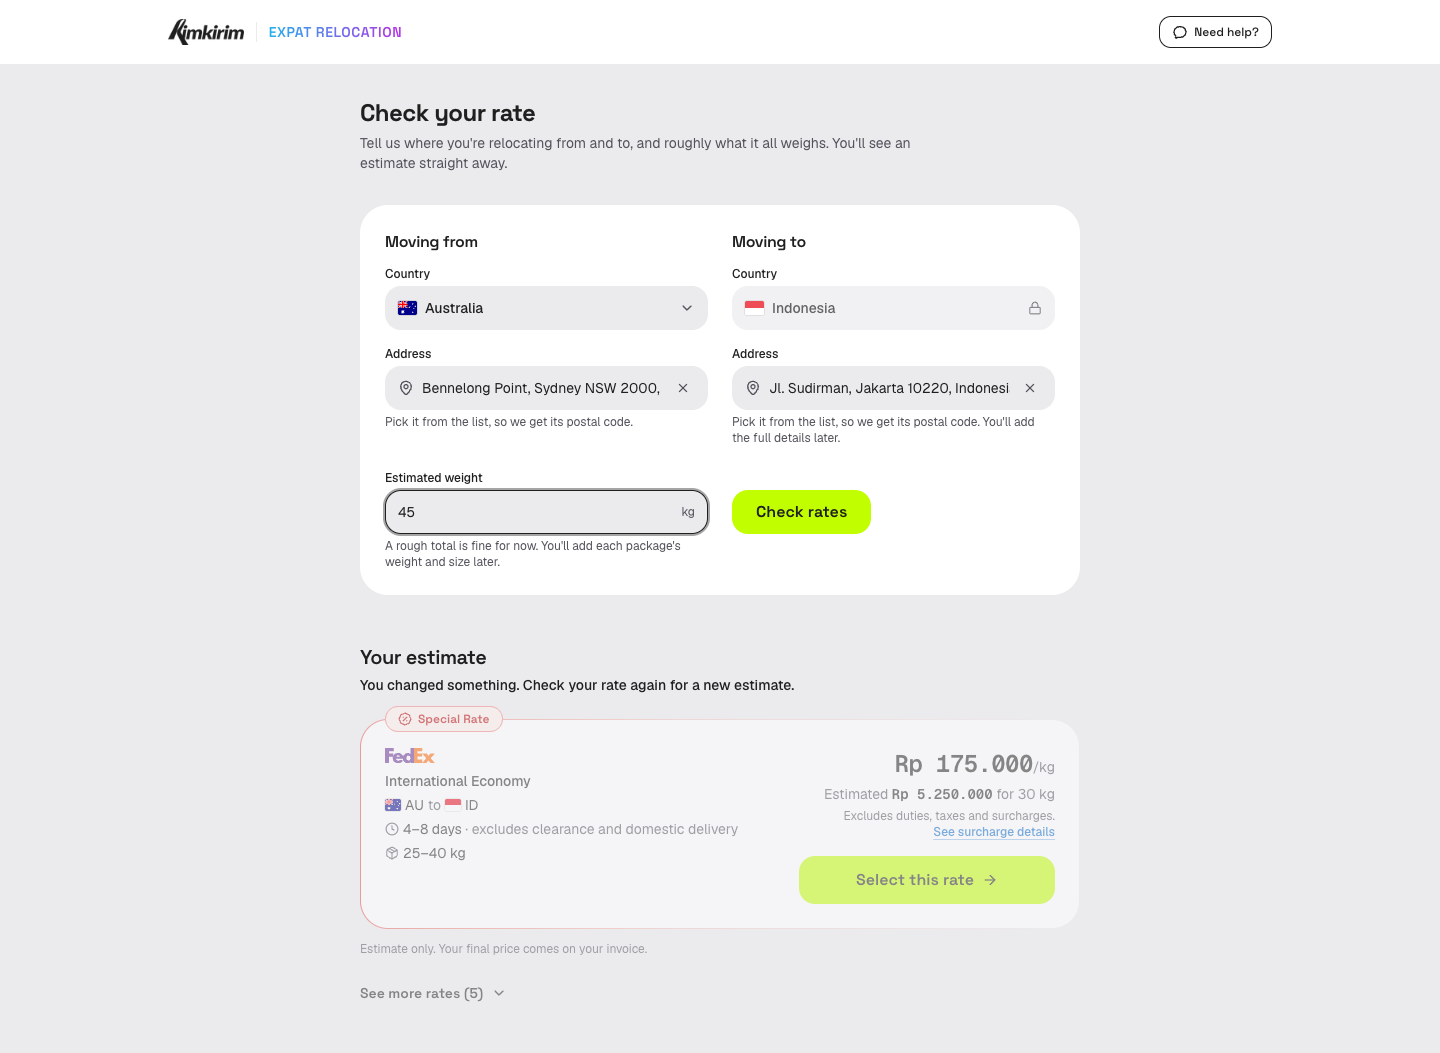 Kimkirim
EXPAT RELOCATION
Need help?
Check your rate
Tell us where you're relocating from and to, and roughly what it all weighs. You'll see an
estimate straight away.
Moving from
Country
Australia
Address
Bennelong Point, Sydney NSW 2000,
Pick it from the list, so we get its postal code.
Moving to
Country
Indonesia
Address
Jl. Sudirman, Jakarta 10220, Indonesi
Pick it from the list, so we get its postal code. You'll add
the full details later.
Estimated weight
45 kg
A rough total is fine for now. You'll add each package's
weight and size later.
Check rates
Your estimate
You changed something. Check your rate again for a new estimate.
Special Rate
FedEx
International Economy
AU to ID
4–8 days · excludes clearance and domestic delivery
25–40 kg
Rp 175.000/kg
Estimated Rp 5.250.000 for 30 kg
Excludes duties, taxes and surcharges.
See surcharge details
Select this rate
Estimate only. Your final price comes on your invoice.
See more rates (5)